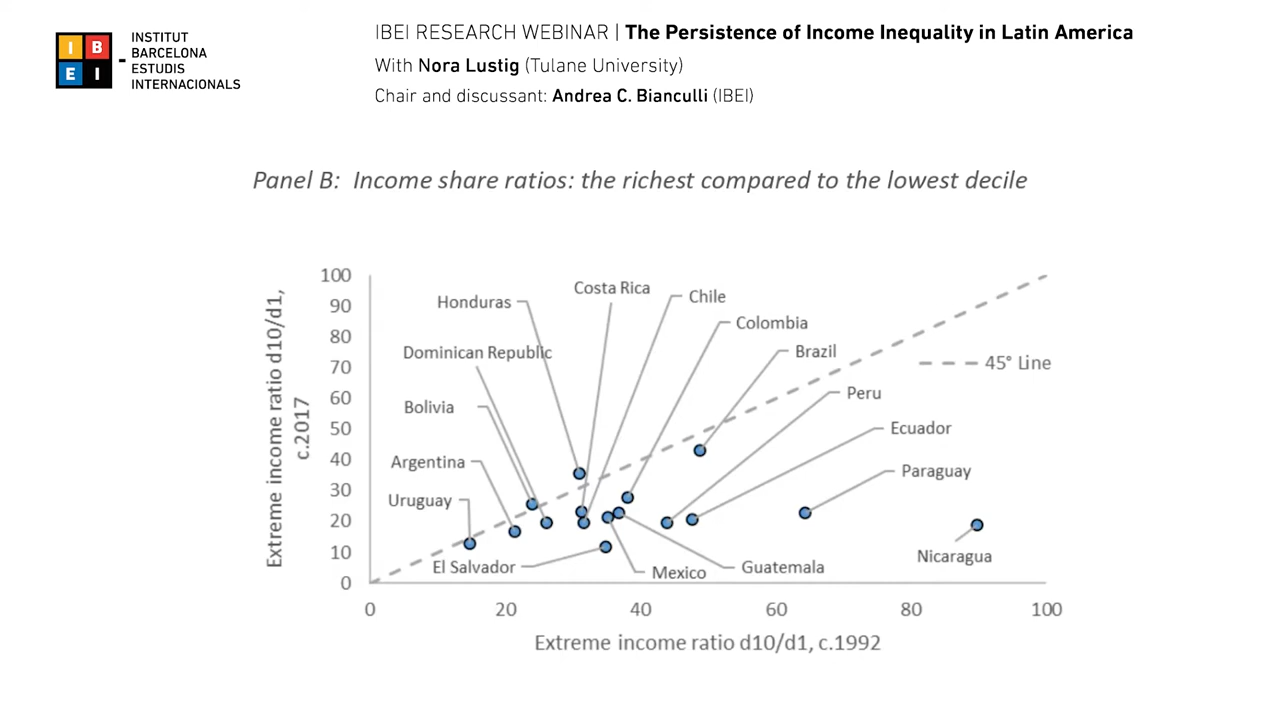 I B
E I
INSTITUT
BARCELONA
ESTUDIS
INTERNACIONALS
IBEI RESEARCH WEBINAR | The Persistence of Income Inequality in Latin America
With Nora Lustig (Tulane University)
Chair and discussant: Andrea C. Bianculli (IBEI)
Panel B: Income share ratios: the richest compared to the lowest decile
Extreme income ratio d10/d1,
c.2017
100
90
80
70
60
50
40
30
20
10
0
Honduras
Costa Rica
Chile
Colombia
Dominican Republic
Brazil
45° Line
Bolivia
Peru
Ecuador
Argentina
Paraguay
Uruguay
El Salvador
Mexico
Guatemala
Nicaragua
0 20 40 60 80 100
Extreme income ratio d10/d1, c.1992